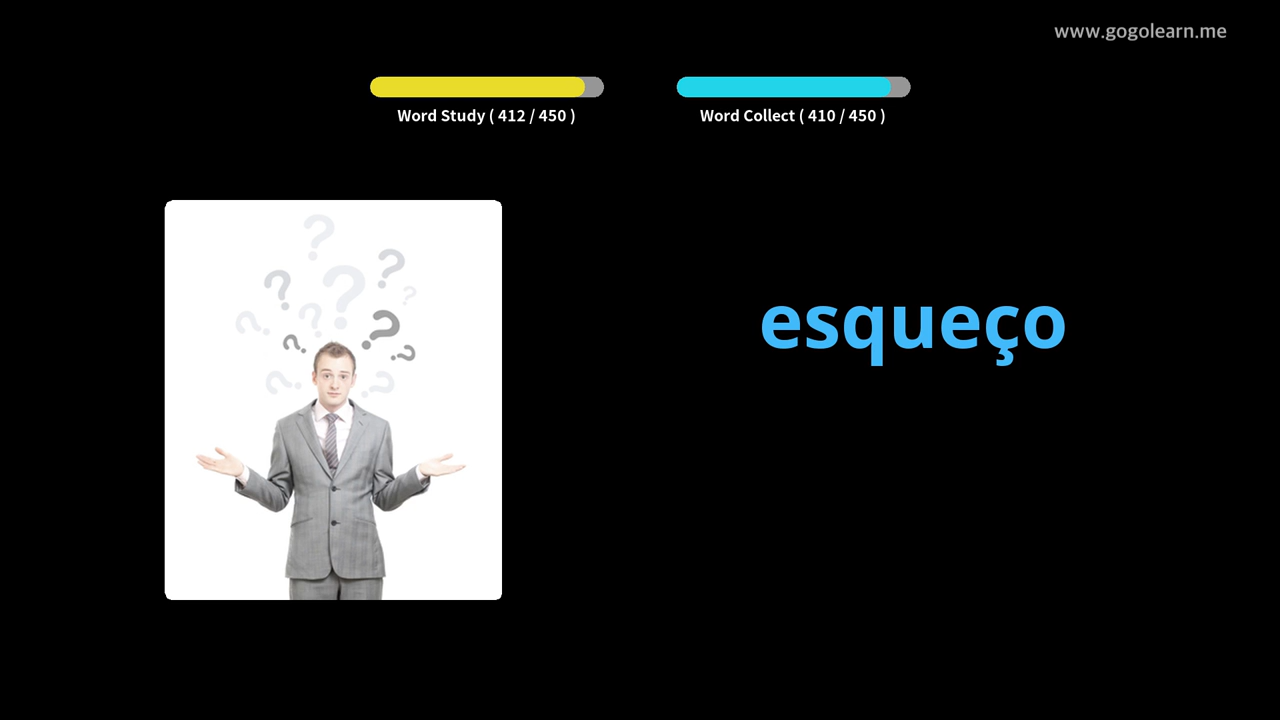 www.gogolearn.me
Word Study ( 412 / 450 )
Word Collect ( 410 / 450 )
? ? ? ? ? ? ? ? ? ? ? ?
esqueço